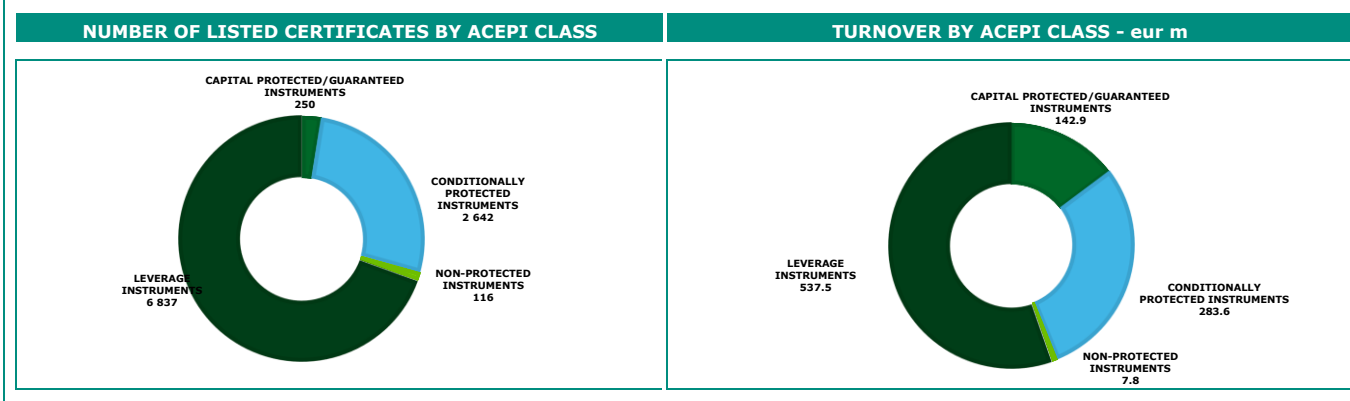 NUMBER OF LISTED CERTIFICATES BY ACEPI CLASS
CAPITAL PROTECTED/GUARANTEED
INSTRUMENTS
250
CONDITIONALLY
PROTECTED
INSTRUMENTS
2 642
NON-PROTECTED
INSTRUMENTS
116
LEVERAGE
INSTRUMENTS
6 837
TURNOVER BY ACEPI CLASS - eur m
CAPITAL PROTECTED/GUARANTEED
INSTRUMENTS
142.9
LEVERAGE
INSTRUMENTS
537.5
CONDITIONALLY
PROTECTED INSTRUMENTS
283.6
NON-PROTECTED
INSTRUMENTS
7.8